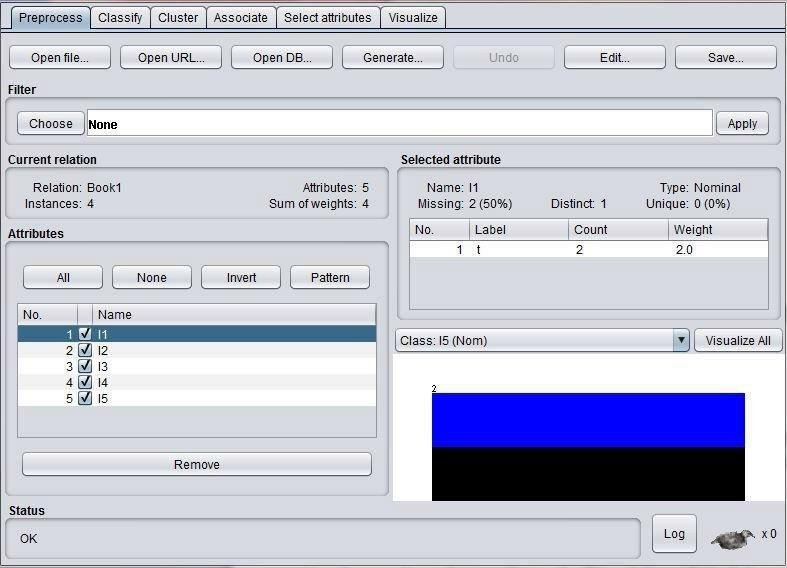 Preprocess Classify Cluster Associate Select attributes Visualize
Open file... Open URL... Open DB... Generate... Undo Edit... Save...
Filter
Choose None Apply
Current relation
Relation: Book1 Attributes: 5
Instances: 4 Sum of weights: 4
Selected attribute
Name: I1 Type: Nominal
Missing: 2 (50%) Distinct: 1 Unique: 0 (0%)
No. Label Count Weight
1 t 2 2.0
Attributes
All None Invert Pattern
No. Name
1 I1
2 I2
3 I3
4 I4
5 I5
Remove
Class: I5 (Nom) Visualize All
2
Status
OK
Log x 0